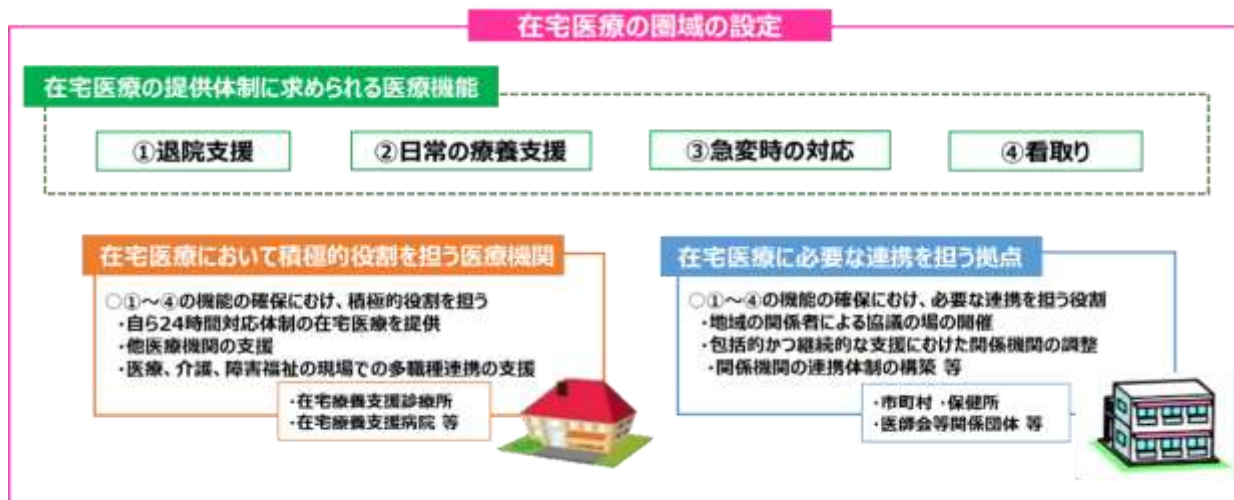 在宅医療の圏域の設定
在宅医療の提供体制に求められる医療機能
①退院支援
②日常の療養支援
③急変時の対応
④看取り
在宅医療において積極的役割を担う医療機関
○①～④の機能の確保にむけ、積極的役割を担う
・自ら24時間対応体制の在宅医療を提供
・他医療機関の支援
・医療、介護、障害福祉の現場での多職種連携の支援
・在宅療養支援診療所
・在宅療養支援病院 等
在宅医療に必要な連携を担う拠点
○①～④の機能の確保にむけ、必要な連携を担う役割
・地域の関係者による協議の場の開催
・包括的かつ継続的な支援にむけた関係機関の調整
・関係機関の連携体制の構築 等
・市町村 ・保健所
・医師会等関係団体 等